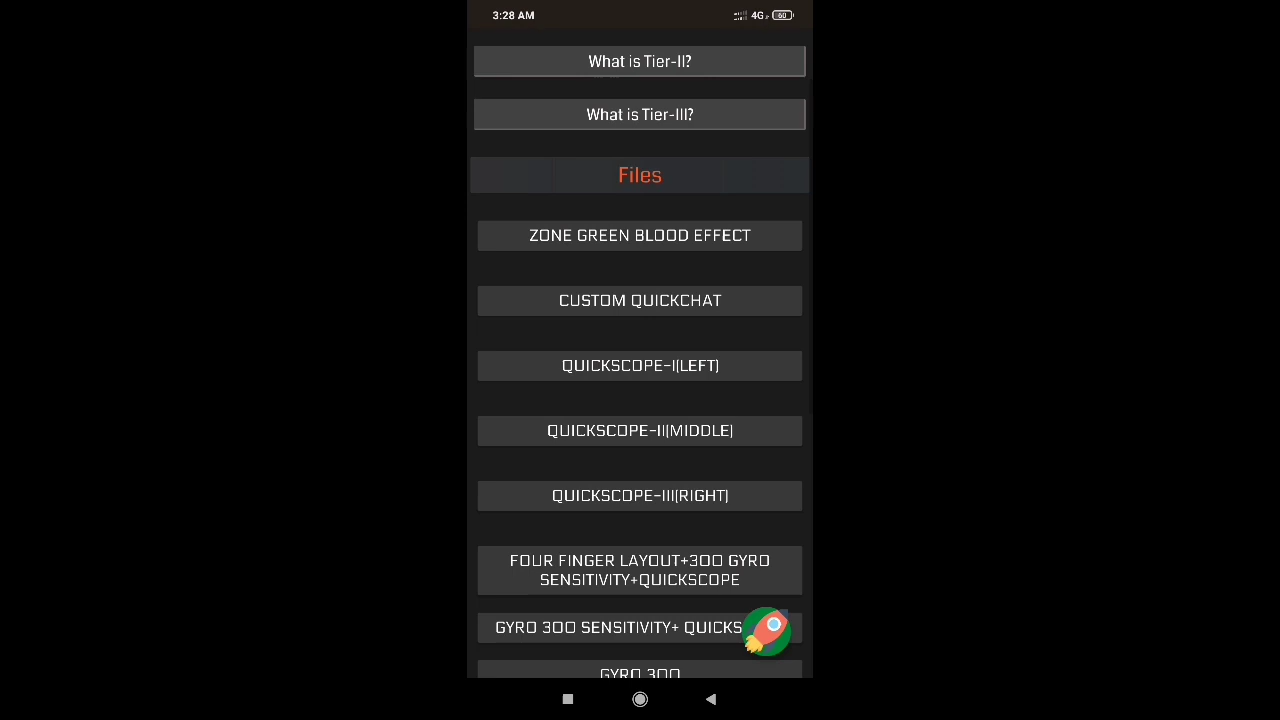 3:28 AM
4G
60
What is Tier-II?
What is Tier-III?
Files
ZONE GREEN BLOOD EFFECT
CUSTOM QUICKCHAT
QUICKSCOPE-I(LEFT)
QUICKSCOPE-II(MIDDLE)
QUICKSCOPE-III(RIGHT)
FOUR FINGER LAYOUT+300 GYRO
SENSITIVITY+QUICKSCOPE
GYRO 300 SENSITIVITY+
GYRO 300